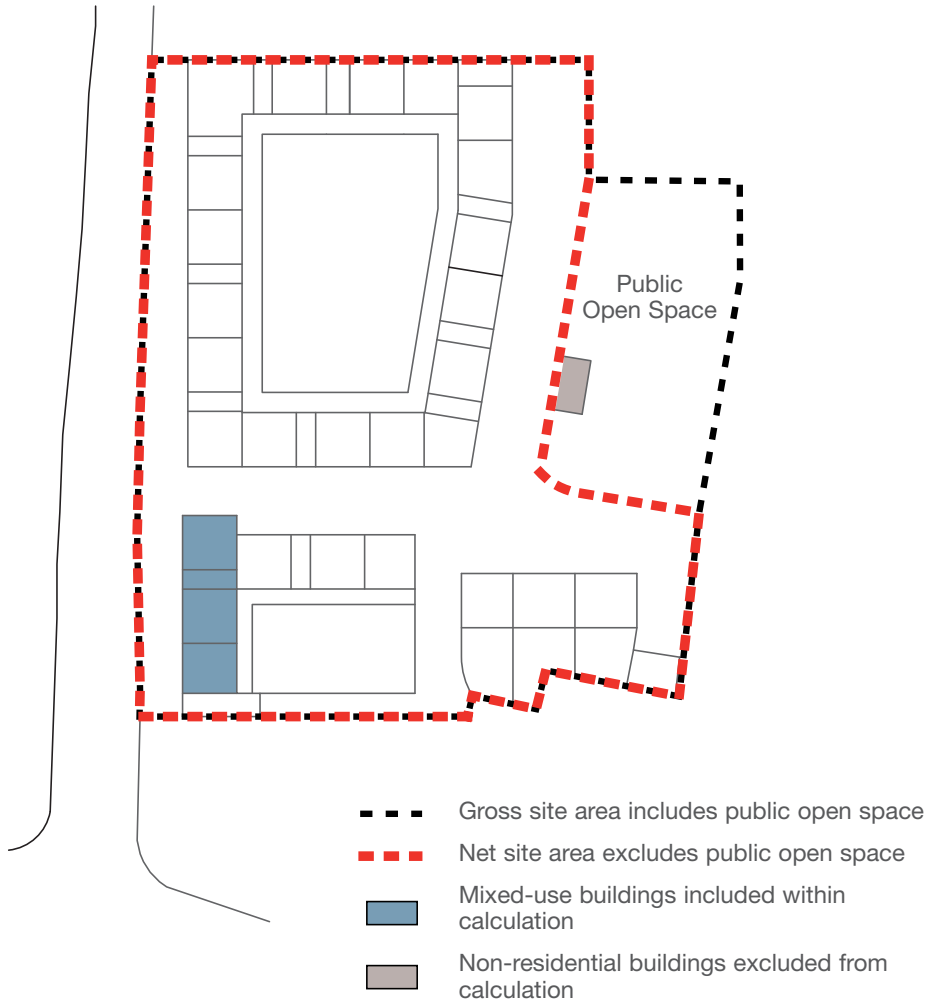 Public
Open Space
Gross site area includes public open space
Net site area excludes public open space
Mixed-use buildings included within
calculation
Non-residential buildings excluded from
calculation